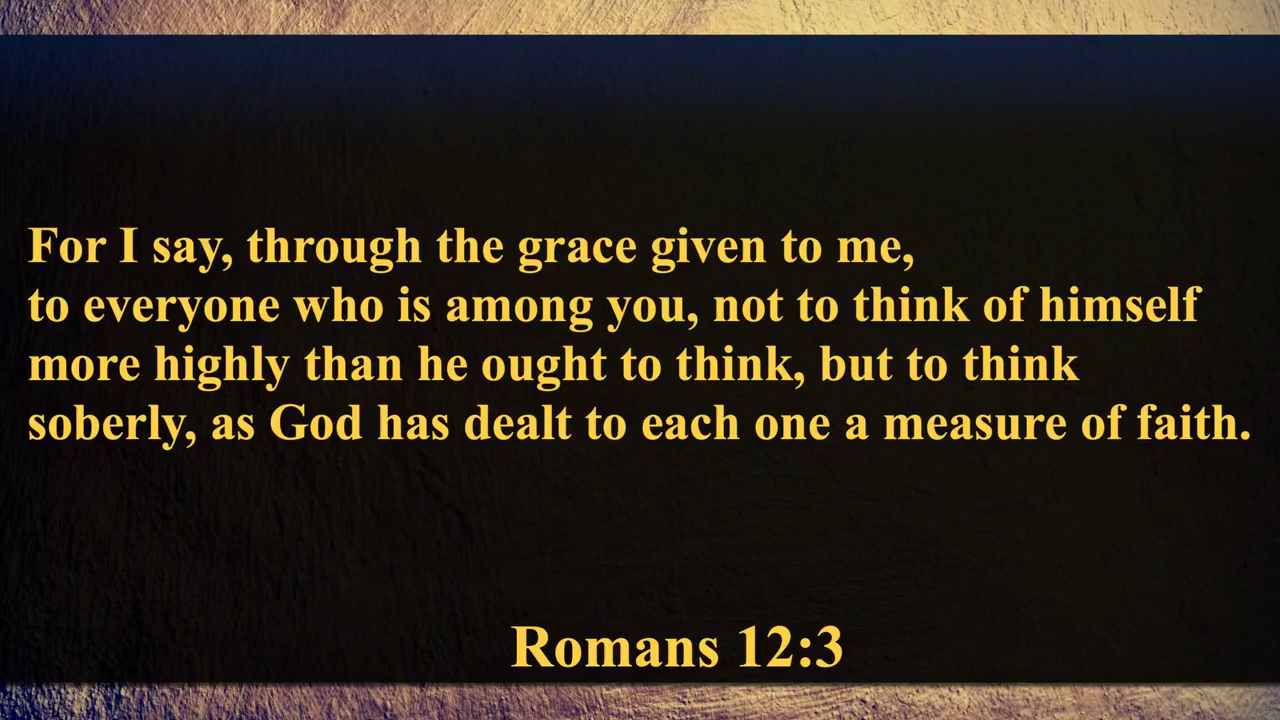 For I say, through the grace given to me,
to everyone who is among you, not to think of himself
more highly than he ought to think, but to think
soberly, as God has dealt to each one a measure of faith.
Romans 12:3